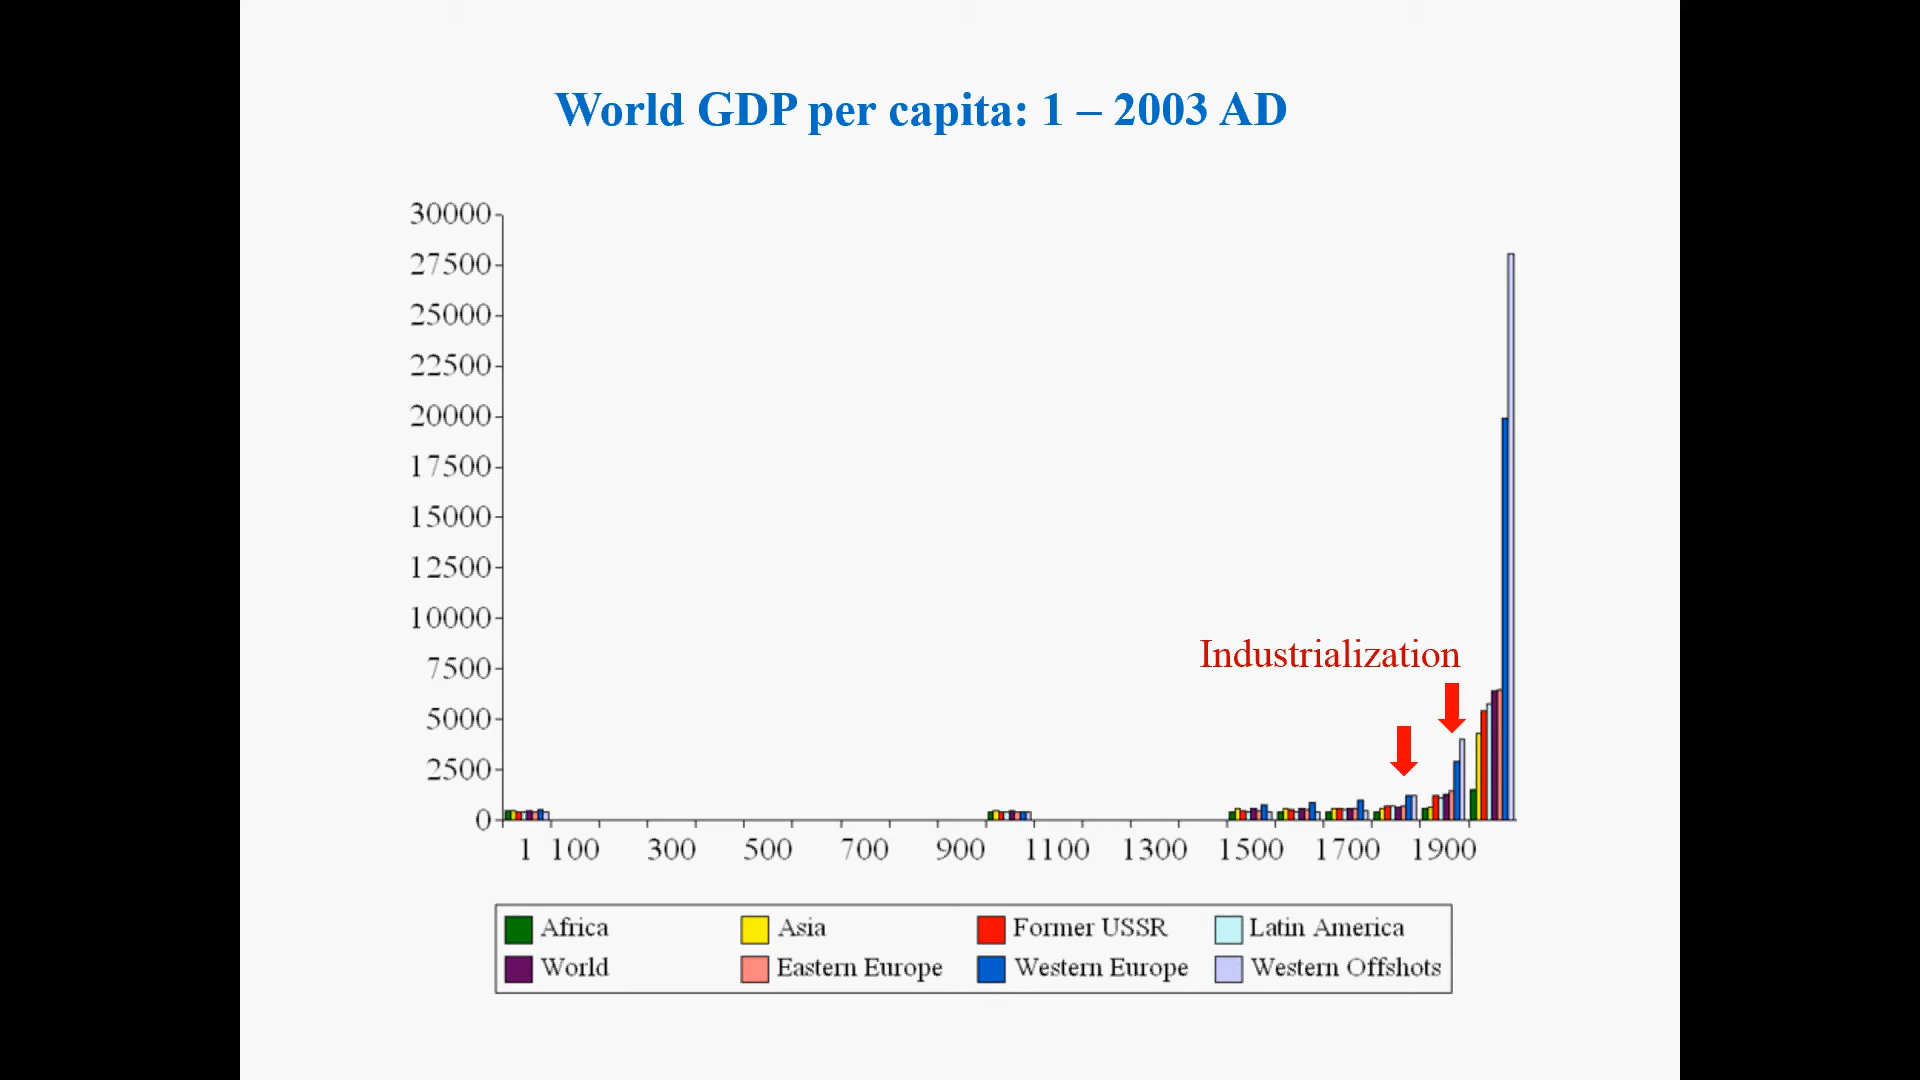 World GDP per capita: 1 – 2003 AD
30000
27500
25000
22500
20000
17500
15000
12500
10000
7500
5000
2500
0
Industrialization
1 100 300 500 700 900 1100 1300 1500 1700 1900
Africa Asia Former USSR Latin America
World Eastern Europe Western Europe Western Offshots